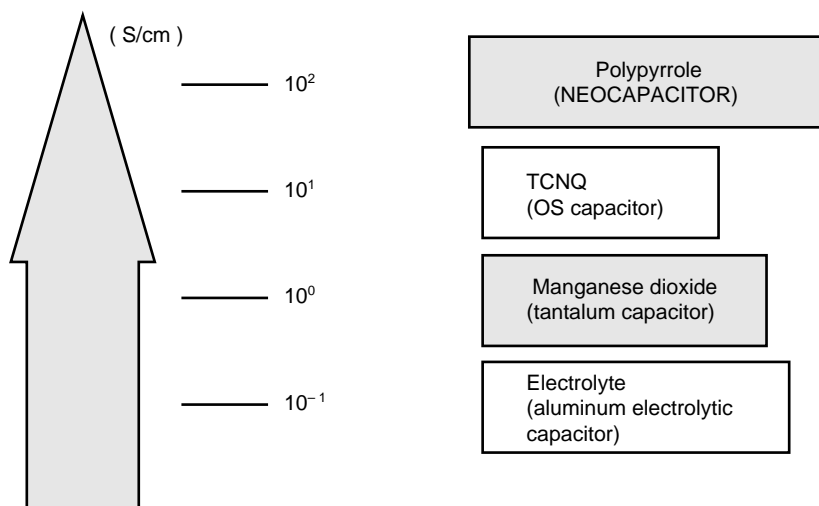 ( S/cm )
10²
Polypyrrole
(NEOCAPACITOR)
10¹
TCNQ
(OS capacitor)
10⁰
Manganese dioxide
(tantalum capacitor)
10⁻¹
Electrolyte
(aluminum electrolytic
capacitor)